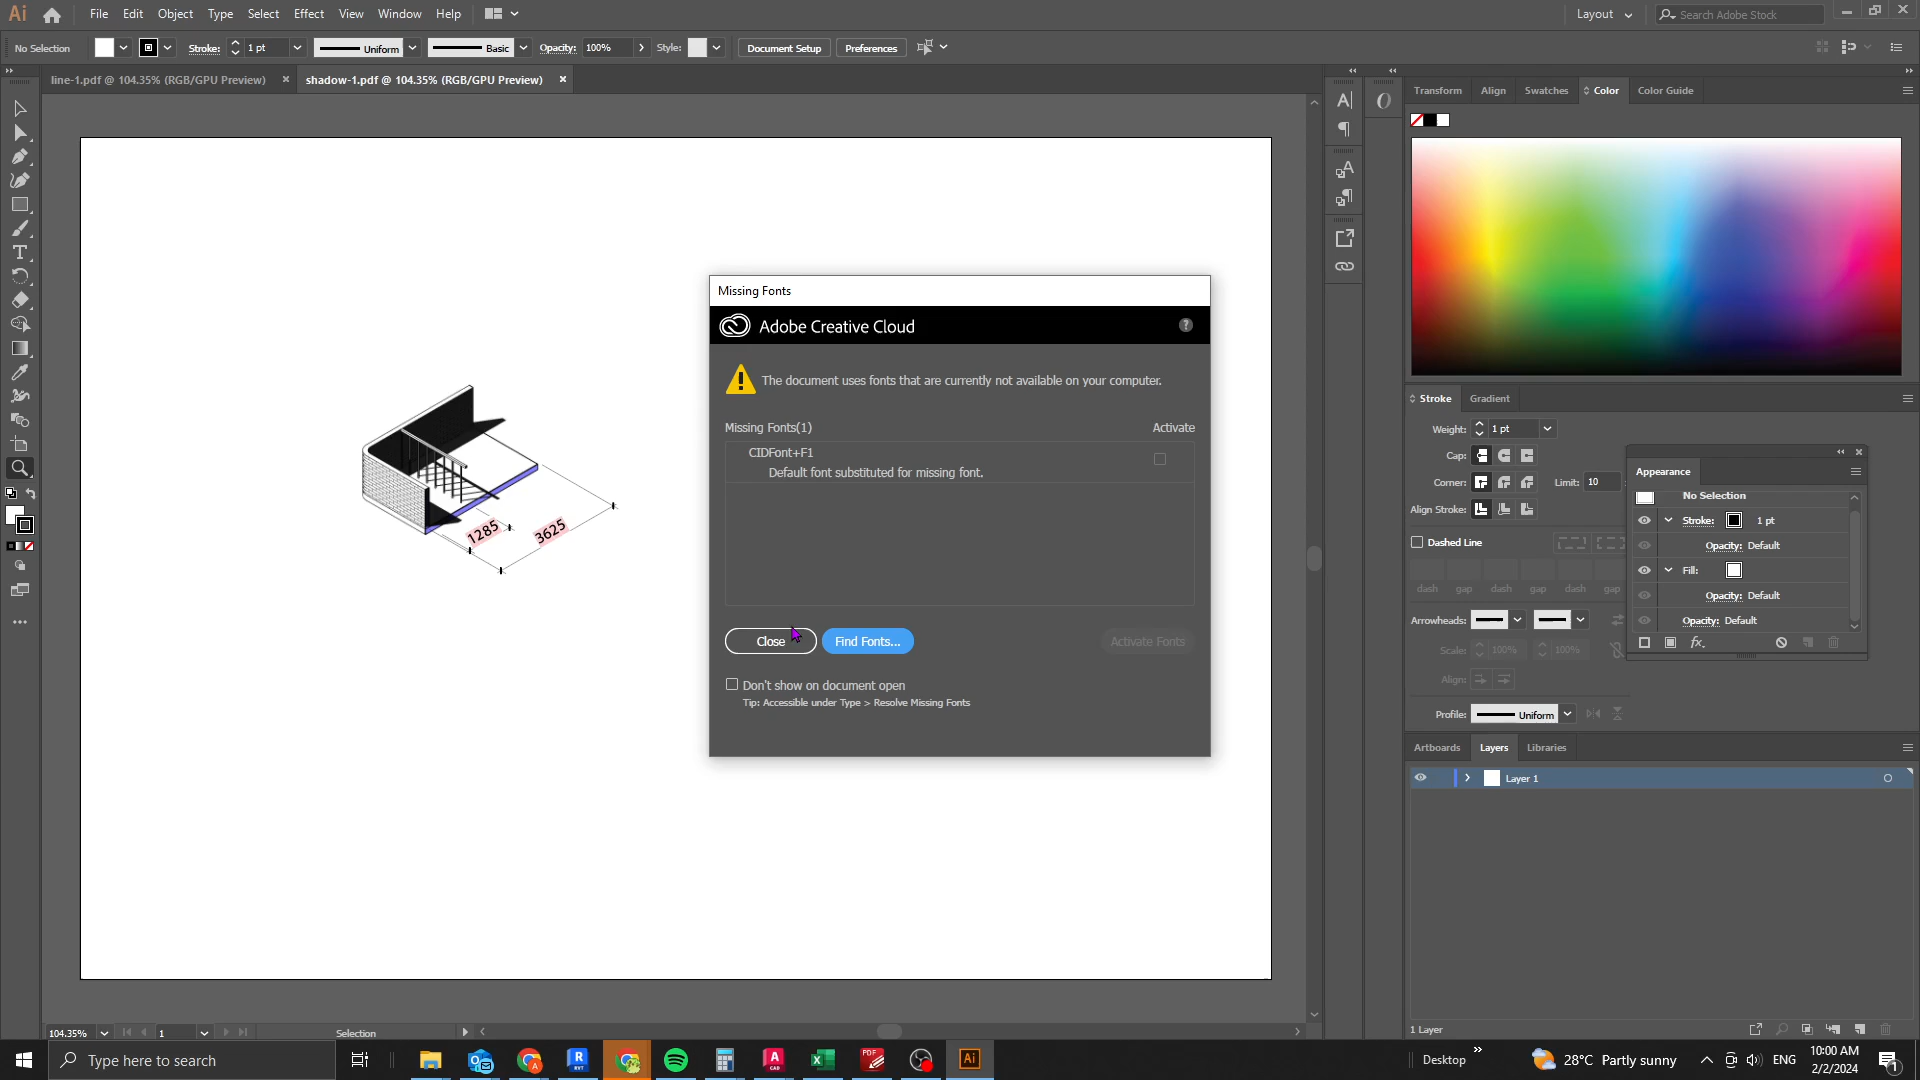 Ai File Edit Object Type Select Effect View Window Help Layout Search Adobe Stock
No Selection Stroke: 1 pt Uniform Basic Opacity: 100% Style: Document Setup Preferences
line-1.pdf @ 104.35% (RGB/GPU Preview) × shadow-1.pdf @ 104.35% (RGB/GPU Preview) ×
Transform Align Swatches Color Color Guide
Missing Fonts
Adobe Creative Cloud
The document uses fonts that are currently not available on your computer.
Missing Fonts(1) Activate
CIDFont+F1
Default font substituted for missing font.
1285 3625
Close Find Fonts... Activate Fonts
Don't show on document open
Tip: Accessible under Type > Resolve Missing Fonts
Stroke Gradient
Weight: 1 pt
Cap:
Corner: Limit: 10
Align Stroke:
Dashed Line
dash gap dash gap dash gap
Arrowheads:
Scale: 100% 100%
Align:
Profile: Uniform
Appearance
No Selection
Stroke: 1 pt
Opacity: Default
Fill:
Opacity: Default
Opacity: Default
fx.
Artboards Layers Libraries
Layer 1
1 Layer
104.35% 1 Selection
Type here to search
Desktop 28°C Partly sunny ENG 10:00 AM
2/2/2024
1